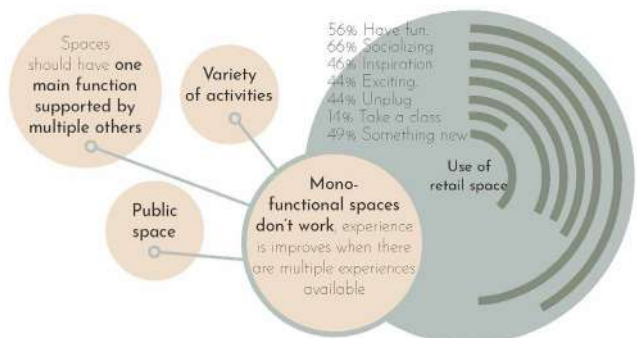 Spaces
should have one
main function
supported by
multiple others
Variety
of activities
Public
space
Mono-
functional spaces
don't work, experience
is improves when there
are multiple experiences
available
56% Have fun.
66% Socializing
46% Inspiration
44% Exciting.
44% Unplug
14% Take a class
49% Something new
Use of
retail space